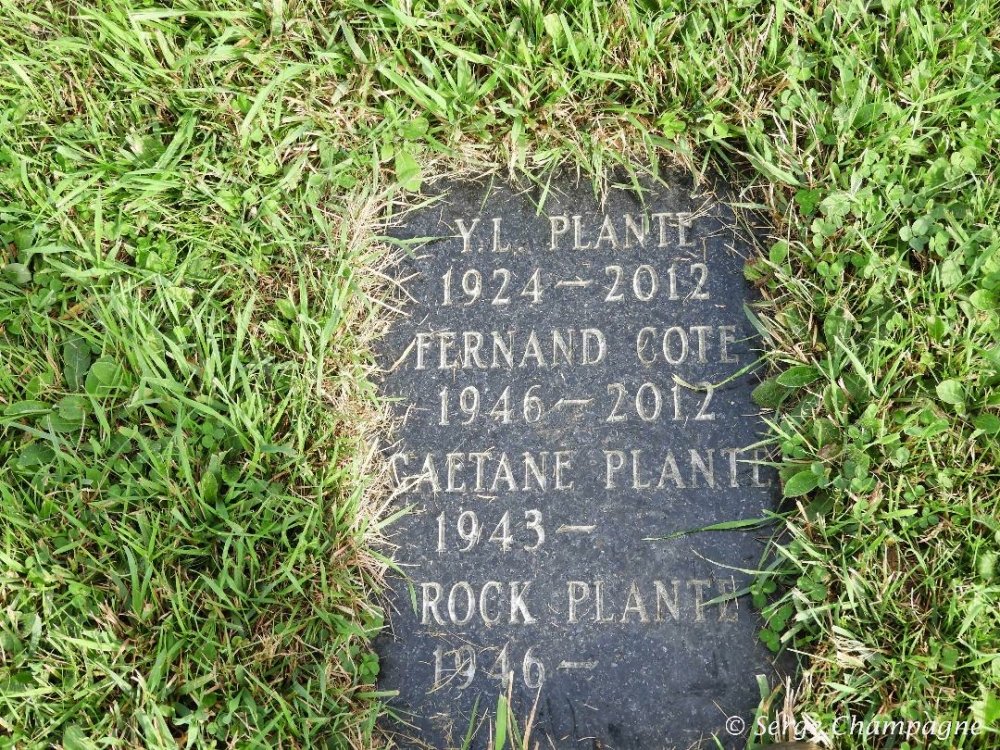 Y.L. PLANTE
1924 – 2012
FERNAND COTE
1946 – 2012
GAETANE PLANTE
1943 –
ROCK PLANTE
1946 –
© Serge Champagne